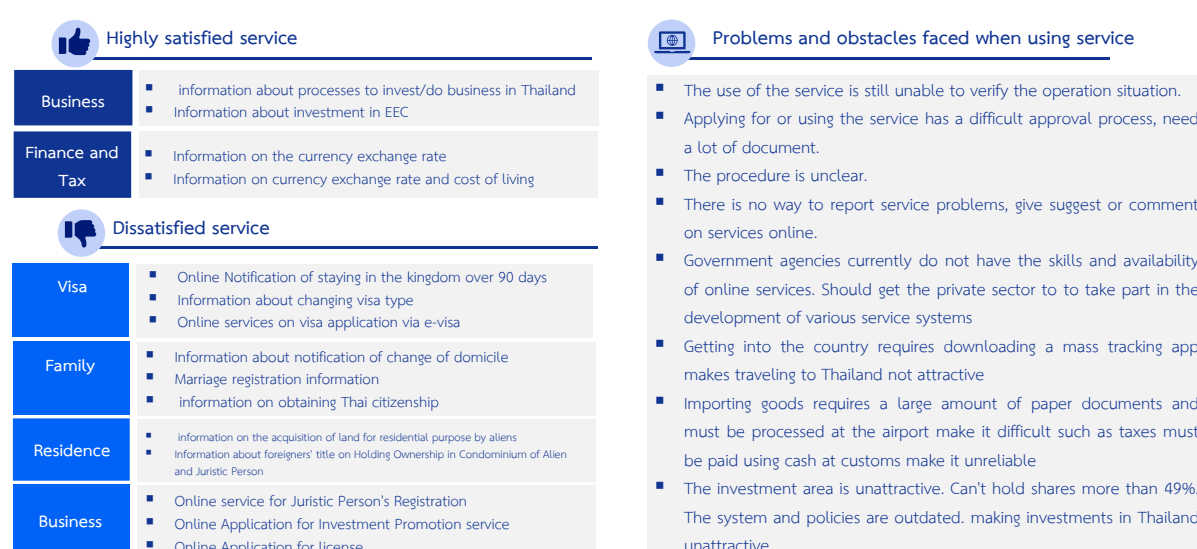 Highly satisfied service
Business
▪ information about processes to invest/do business in Thailand
▪ Information about investment in EEC
Finance and
Tax
▪ Information on the currency exchange rate
▪ Information on currency exchange rate and cost of living
Dissatisfied service
Visa
▪ Online Notification of staying in the kingdom over 90 days
▪ Information about changing visa type
▪ Online services on visa application via e-visa
Family
▪ Information about notification of change of domicile
▪ Marriage registration information
▪ information on obtaining Thai citizenship
Residence
▪ information on the acquisition of land for residential purpose by aliens
▪ Information about foreigners' title on Holding Ownership in Condominium of Alien
and Juristic Person
Business
▪ Online service for Juristic Person's Registration
▪ Online Application for Investment Promotion service
▪ Online Application for license
Problems and obstacles faced when using service
▪ The use of the service is still unable to verify the operation situation.
▪ Applying for or using the service has a difficult approval process, need
a lot of document.
▪ The procedure is unclear.
▪ There is no way to report service problems, give suggest or comment
on services online.
▪ Government agencies currently do not have the skills and availability
of online services. Should get the private sector to to take part in the
development of various service systems
▪ Getting into the country requires downloading a mass tracking app
makes traveling to Thailand not attractive
▪ Importing goods requires a large amount of paper documents and
must be processed at the airport make it difficult such as taxes must
be paid using cash at customs make it unreliable
▪ The investment area is unattractive. Can't hold shares more than 49%.
The system and policies are outdated. making investments in Thailand
unattractive